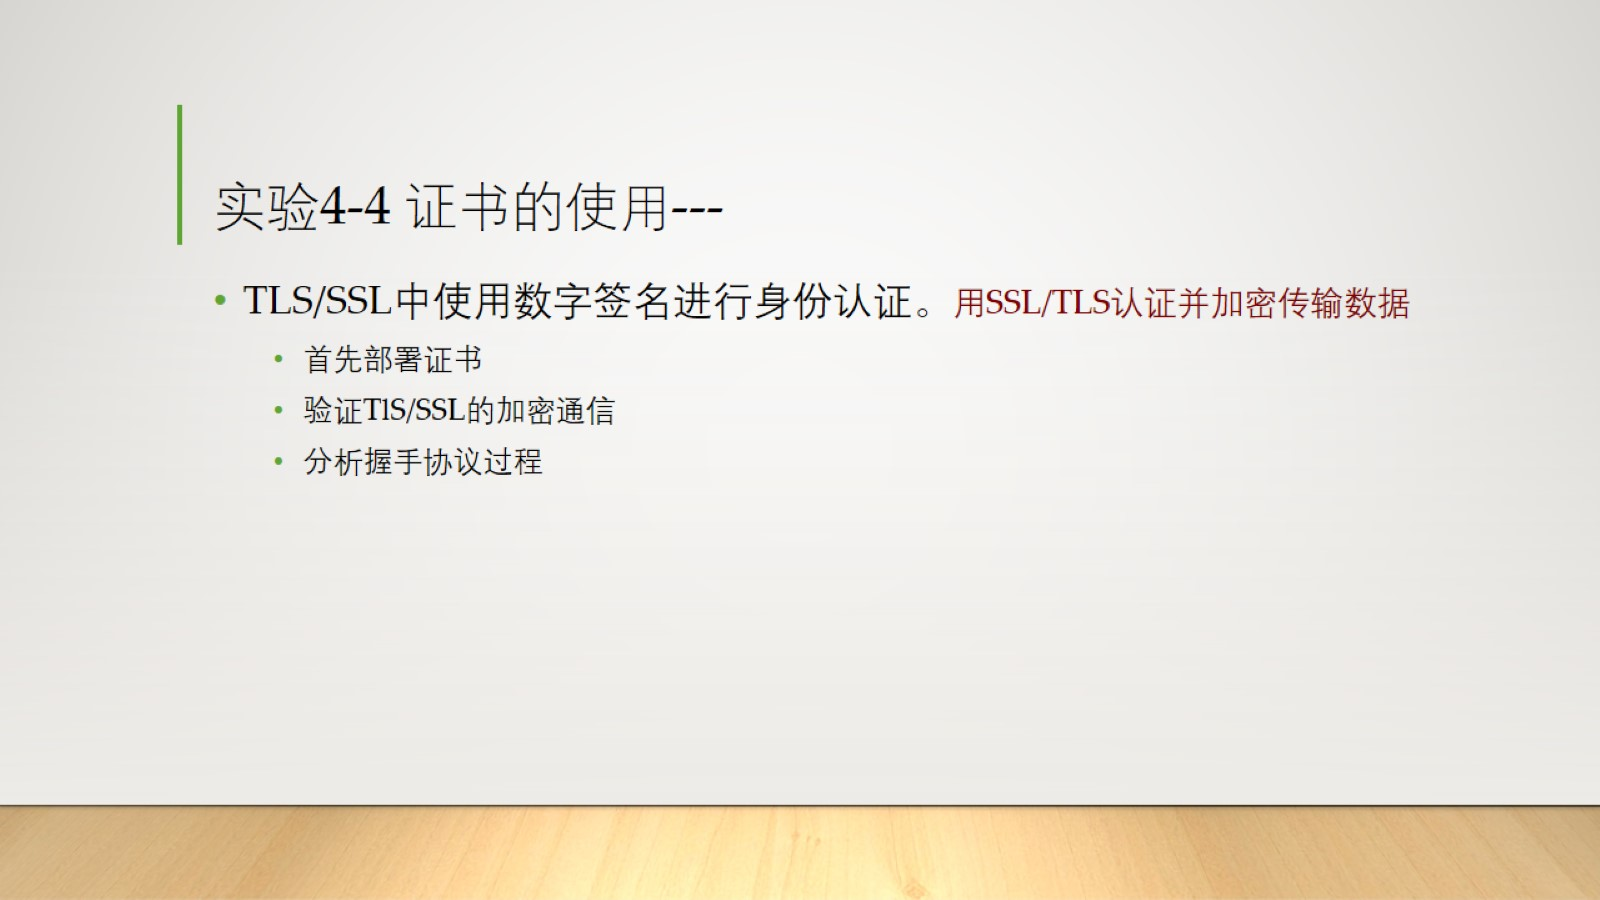 实验4-4 证书的使用---
• TLS/SSL中使用数字签名进行身份认证。用SSL/TLS认证并加密传输数据
• 首先部署证书
• 验证TlS/SSL的加密通信
• 分析握手协议过程